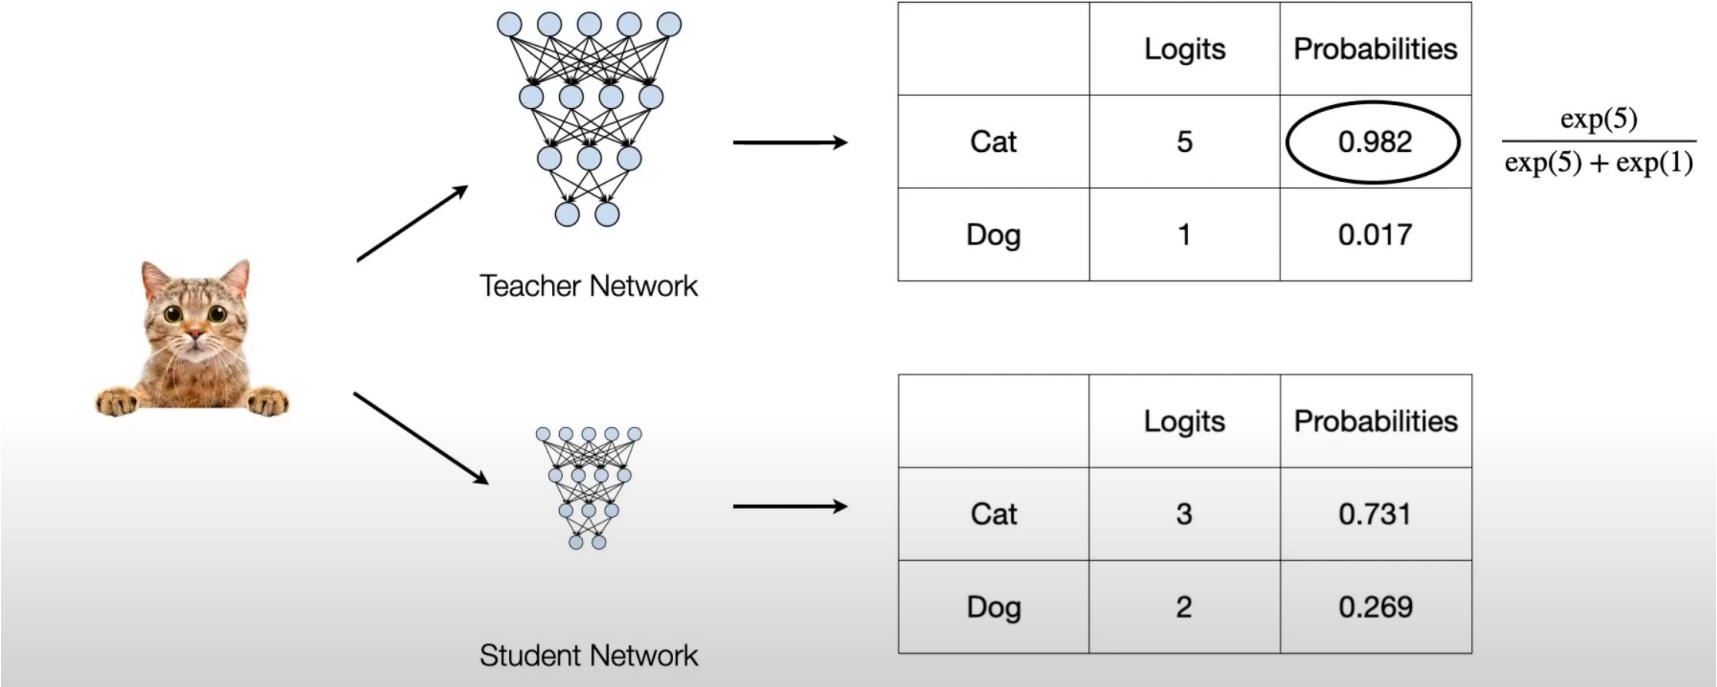 Logits Probabilities
Cat 5 0.982
Dog 1 0.017
exp(5)
exp(5) + exp(1)
Teacher Network
Logits Probabilities
Cat 3 0.731
Dog 2 0.269
Student Network